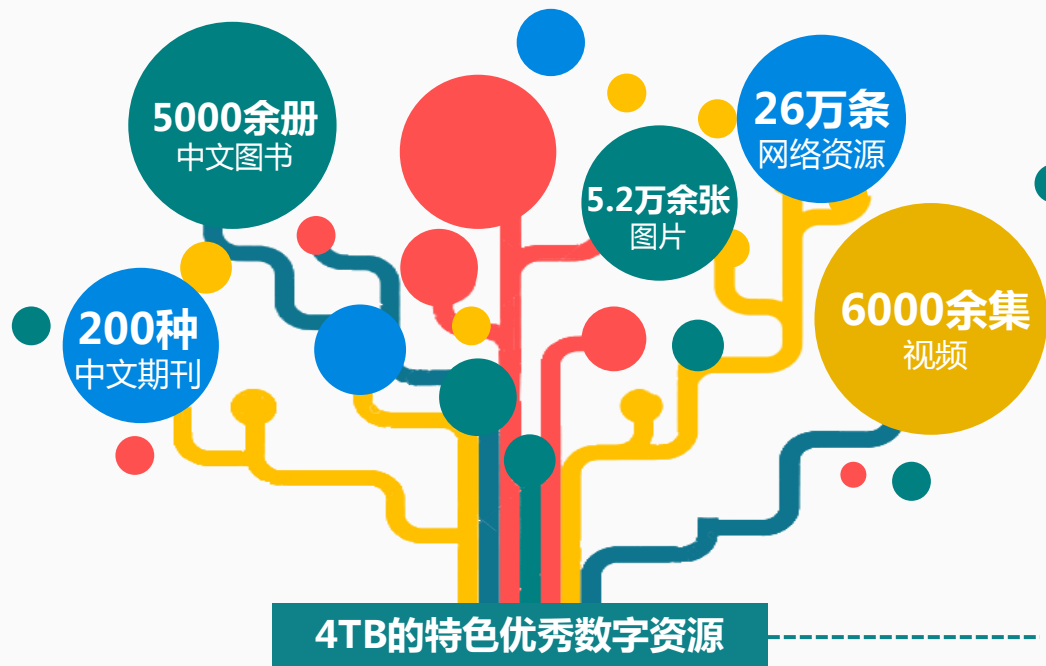 5000余册
中文图书
26万条
网络资源
5.2万余张
图片
200种
中文期刊
6000余集
视频
4TB的特色优秀数字资源